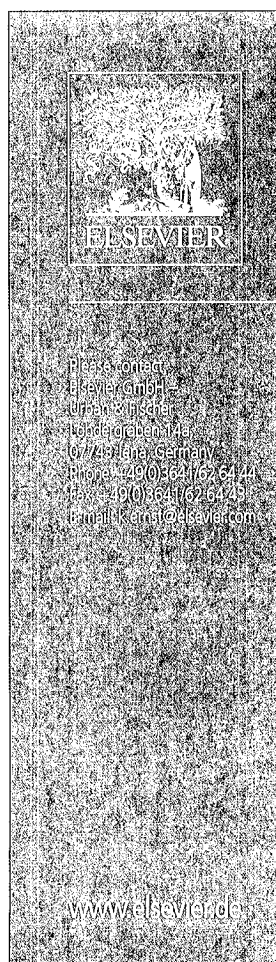 ELSEVIER
Please contact
Elsevier GmbH –
Urban & Fischer
Löbdergraben 14a
07743 Jena, Germany
Phone: +49(0)3641/62 64 44
Fax: +49(0)3641/62 64 43
E-mail: k.ernst@elsevier.com
www.elsevier.de